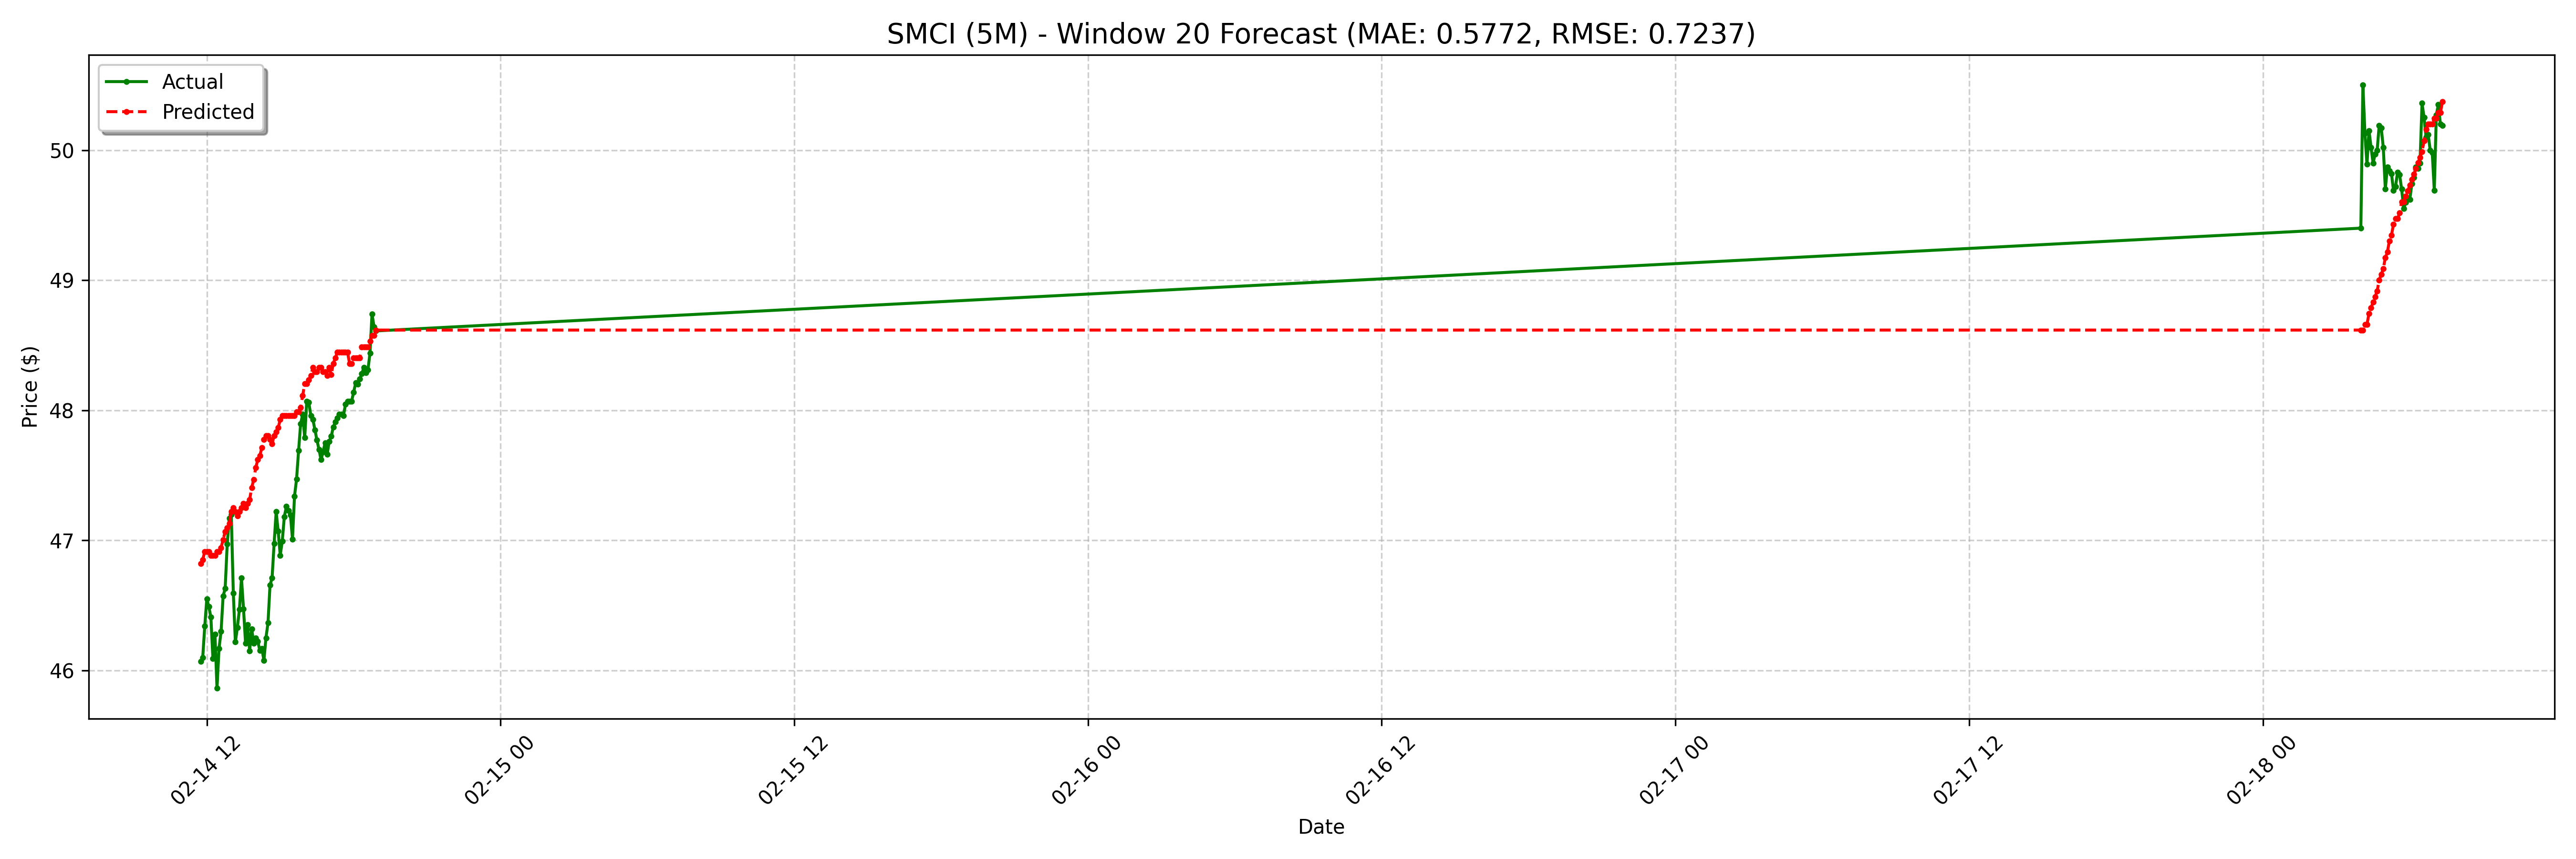 SMCI (5M) - Window 20 Forecast (MAE: 0.5772, RMSE: 0.7237)
Actual
Predicted
Price ($)
50
49
48
47
46
02-14 12
02-15 00
02-15 12
02-16 00
02-16 12
02-17 00
02-17 12
02-18 00
Date